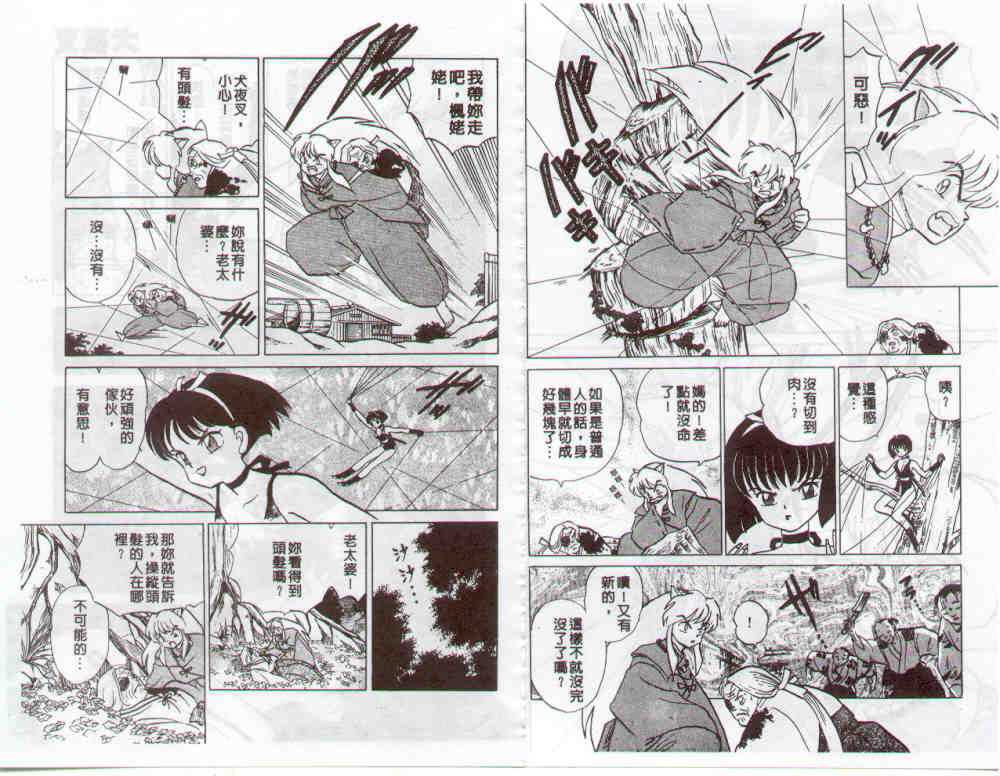 可惡！
ドキドキ
咦？
這種感
覺…
沒有切到
肉…？
媽的！差
點就沒命
了！
如果是普通
人的話，身
體早就切成
好幾塊了…
！
嘖！又有
新的，
這樣不就沒完
沒了了嗎？
我帶妳走
吧，楓姥
姥！
犬夜叉，
小心！
有頭髮…
妳說有什
麼？老太
婆…
沒…沒有…
好頑強的
傢伙，
有意思！
沙…
沙…
老太婆！
妳看得到
頭髮嗎？
那妳就告訴
我，操縱頭
髮的人在哪
裡？
不可能的…